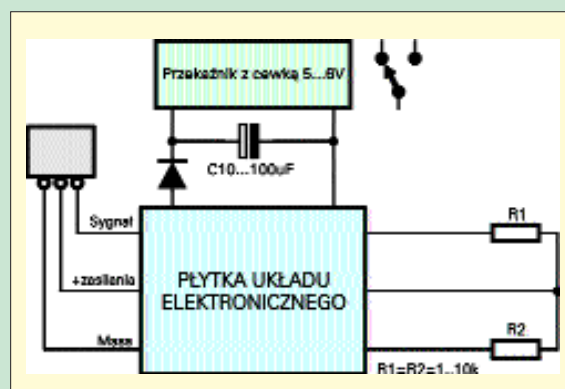 Przekaźnik z cewką 5...6V
C10...100uF
Sygnał
+zasilania
Masa
PŁYTKA UKŁADU
ELEKTRONICZNEGO
R1
R2
R1=R2=1...10k